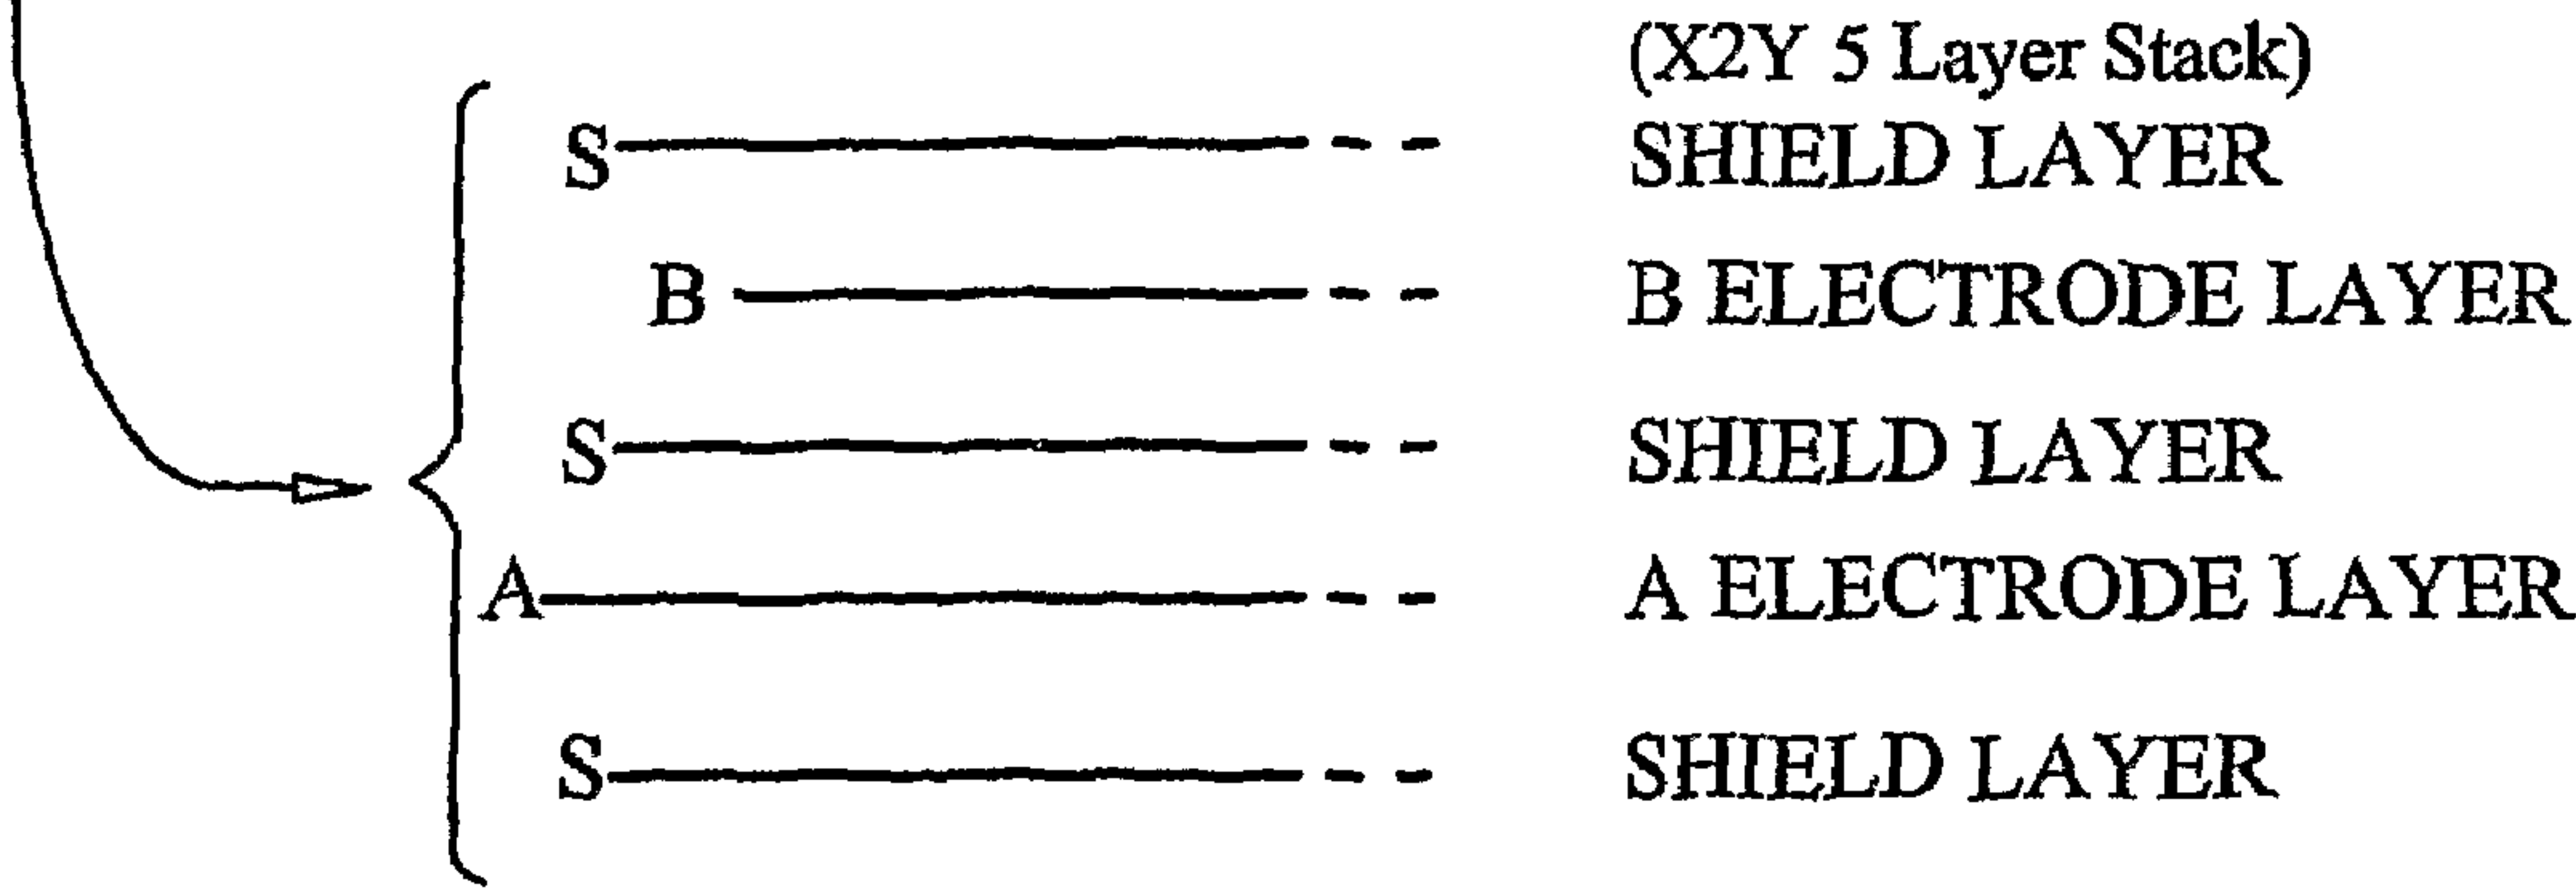 (X2Y 5 Layer Stack)
S SHIELD LAYER
B B ELECTRODE LAYER
S SHIELD LAYER
A A ELECTRODE LAYER
S SHIELD LAYER